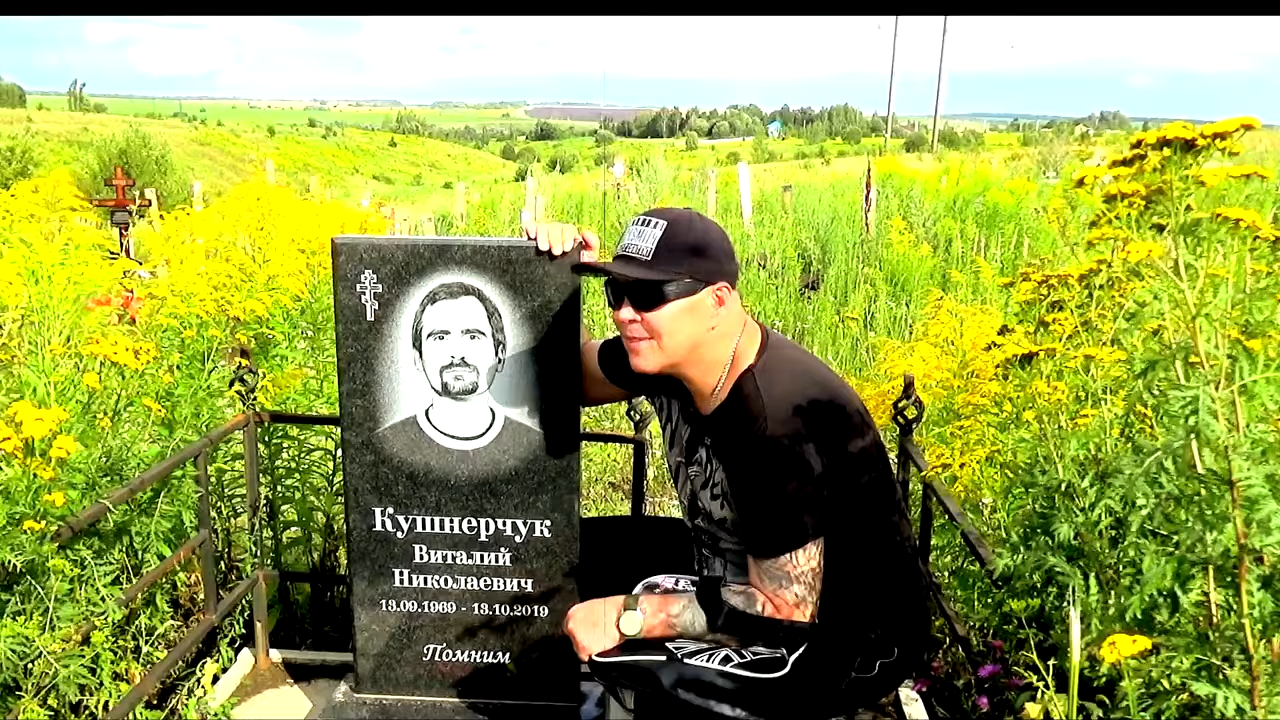 Кушнерчук
Виталий
Николаевич
13.09.1969 - 13.10.2019
Помним